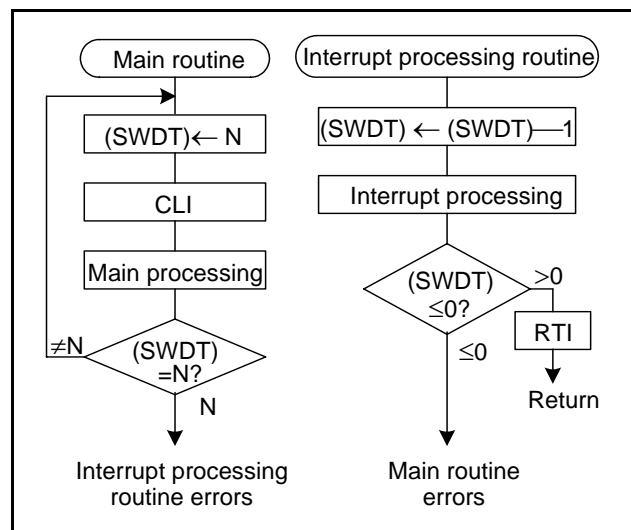 Main routine
(SWDT)← N
CLI
Main processing
≠N
(SWDT)
=N?
N
Interrupt processing
routine errors
Interrupt processing routine
(SWDT) ← (SWDT)—1
Interrupt processing
(SWDT)
≤0?
>0
RTI
≤0
Return
Main routine
errors